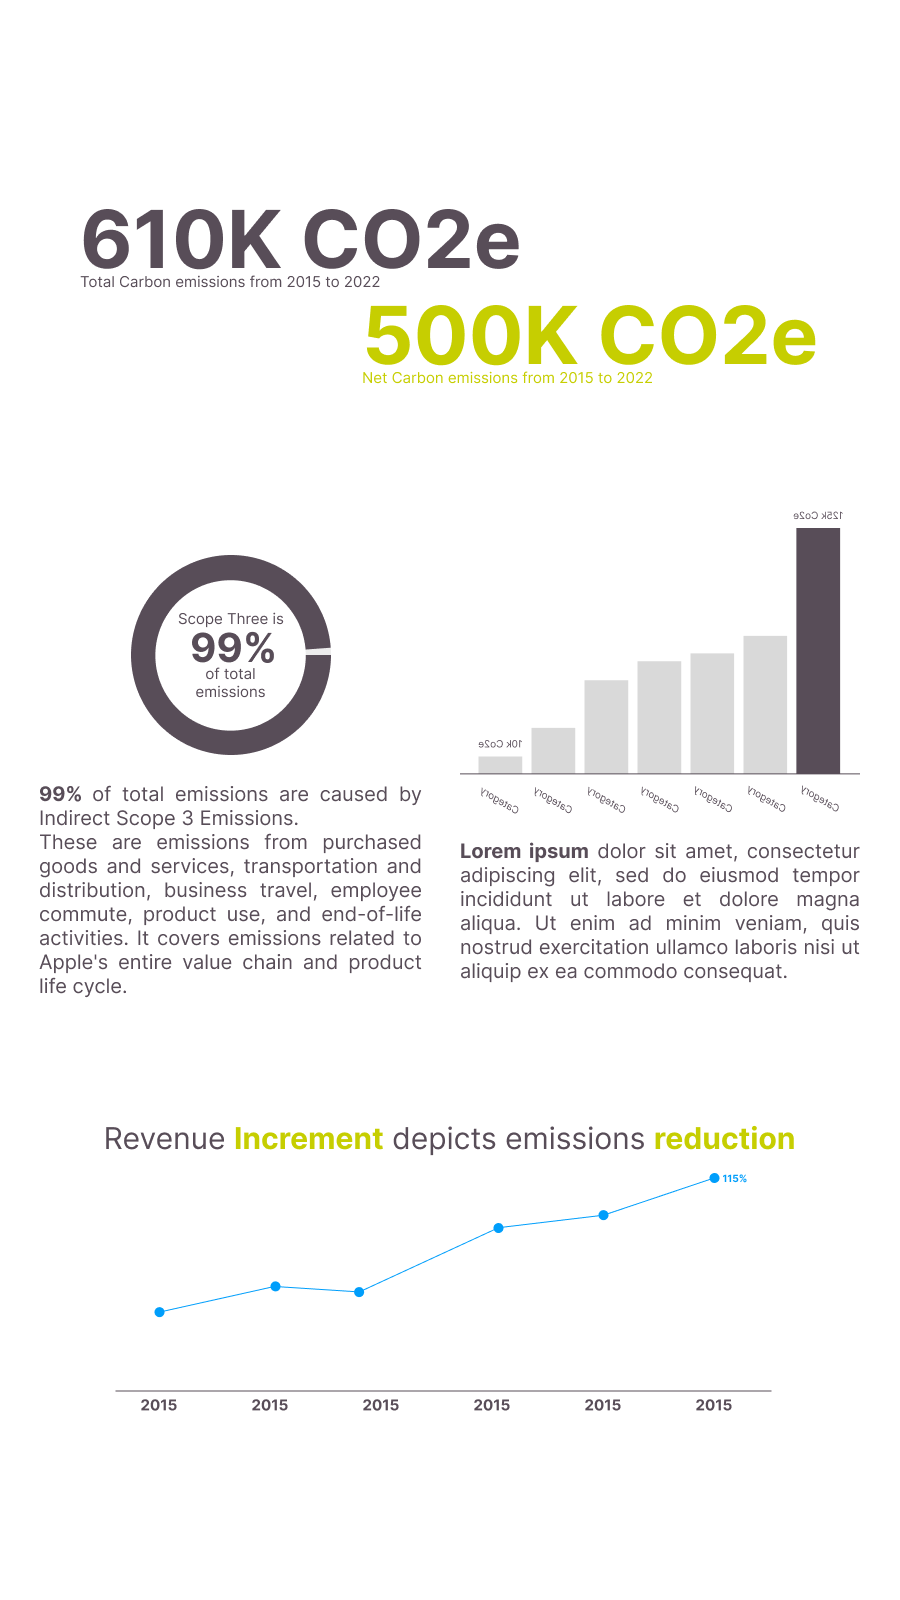 610K CO2e
Total Carbon emissions from 2015 to 2022
500K CO2e
Net Carbon emissions from 2015 to 2022
Scope Three is
99%
of total
emissions
99% of total emissions are caused by
Indirect Scope 3 Emissions.
These are emissions from purchased
goods and services, transportation and
distribution, business travel, employee
commute, product use, and end-of-life
activities. It covers emissions related to
Apple's entire value chain and product
life cycle.
125k Co2e
10k Co2e
Category
Category
Category
Category
Category
Category
Category
Lorem ipsum dolor sit amet, consectetur
adipiscing elit, sed do eiusmod tempor
incididunt ut labore et dolore magna
aliqua. Ut enim ad minim veniam, quis
nostrud exercitation ullamco laboris nisi ut
aliquip ex ea commodo consequat.
Revenue Increment depicts emissions reduction
115%
2015 2015 2015 2015 2015 2015